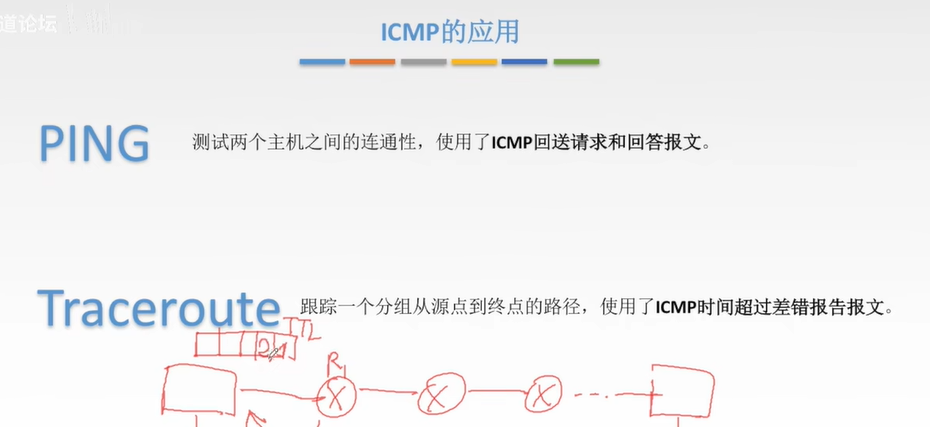 道论坛
ICMP的应用
PING 测试两个主机之间的连通性，使用了ICMP回送请求和回答报文。
Traceroute 跟踪一个分组从源点到终点的路径，使用了ICMP时间超过差错报告报文。
TTL
21
R1